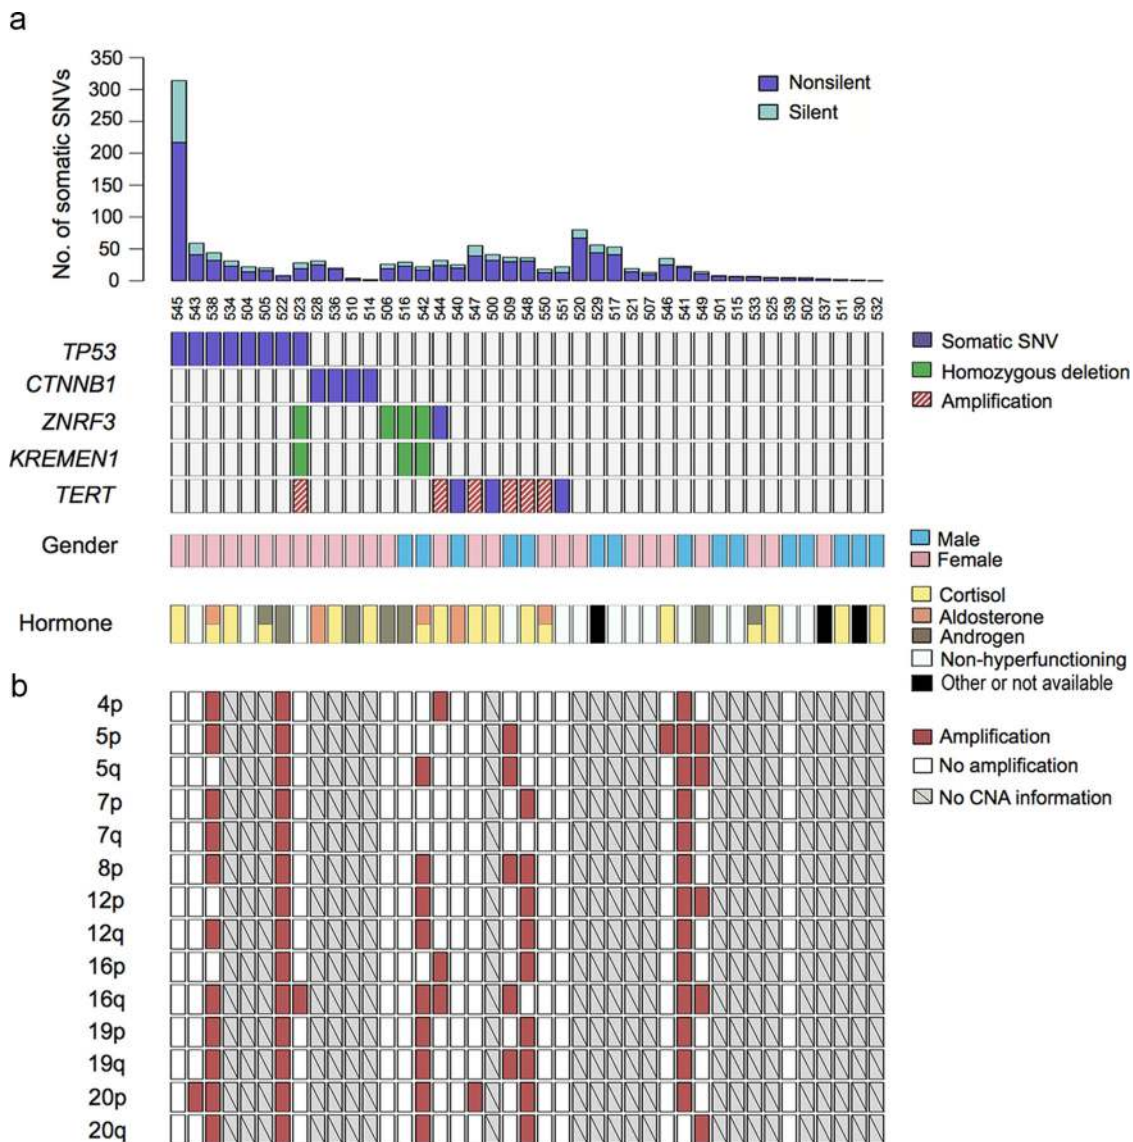 a
350
300
250
200
150
100
50
0
No. of somatic SNVs
Nonsilent
Silent
545 543 538 534 504 505 522 523 528 536 510 514 506 516 542 544 540 547 500 509 548 550 551 520 529 517 521 507 546 541 549 501 515 533 525 539 502 537 511 530 532
TP53
CTNNB1
ZNRF3
KREMEN1
TERT
Somatic SNV
Homozygous deletion
Amplification
Gender
Male
Female
Hormone
Cortisol
Aldosterone
Androgen
Non-hyperfunctioning
Other or not available
b
4p
5p
5q
7p
7q
8p
12p
12q
16p
16q
19p
19q
20p
20q
Amplification
No amplification
No CNA information